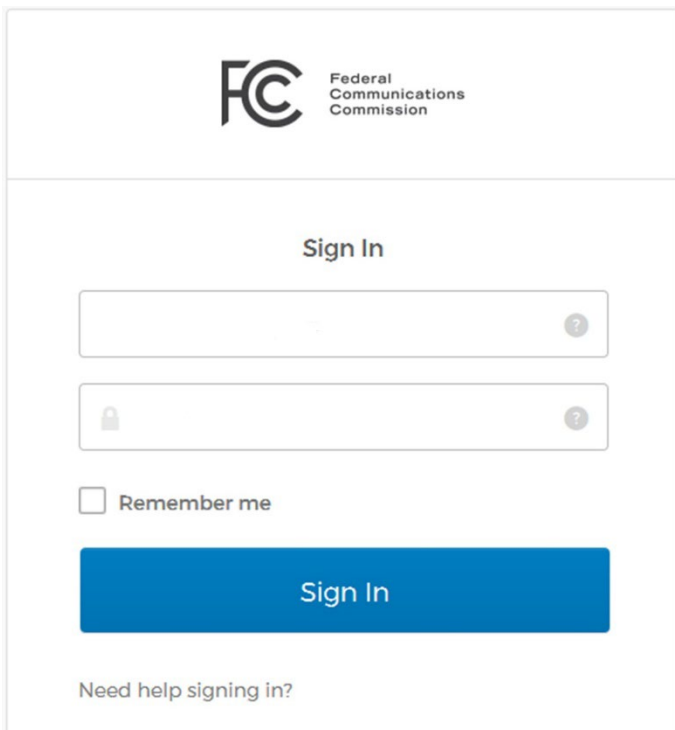 FCC
Federal
Communications
Commission
Sign In
?
?
Remember me
Sign In
Need help signing in?